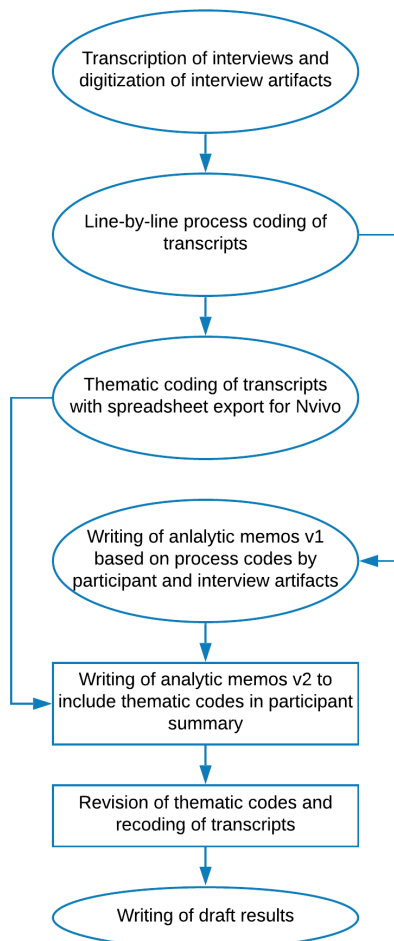 Transcription of interviews and
digitization of interview artifacts
Line-by-line process coding of
transcripts
Thematic coding of transcripts
with spreadsheet export for Nvivo
Writing of anlalytic memos v1
based on process codes by
participant and interview artifacts
Writing of analytic memos v2 to
include thematic codes in participant
summary
Revision of thematic codes and
recoding of transcripts
Writing of draft results